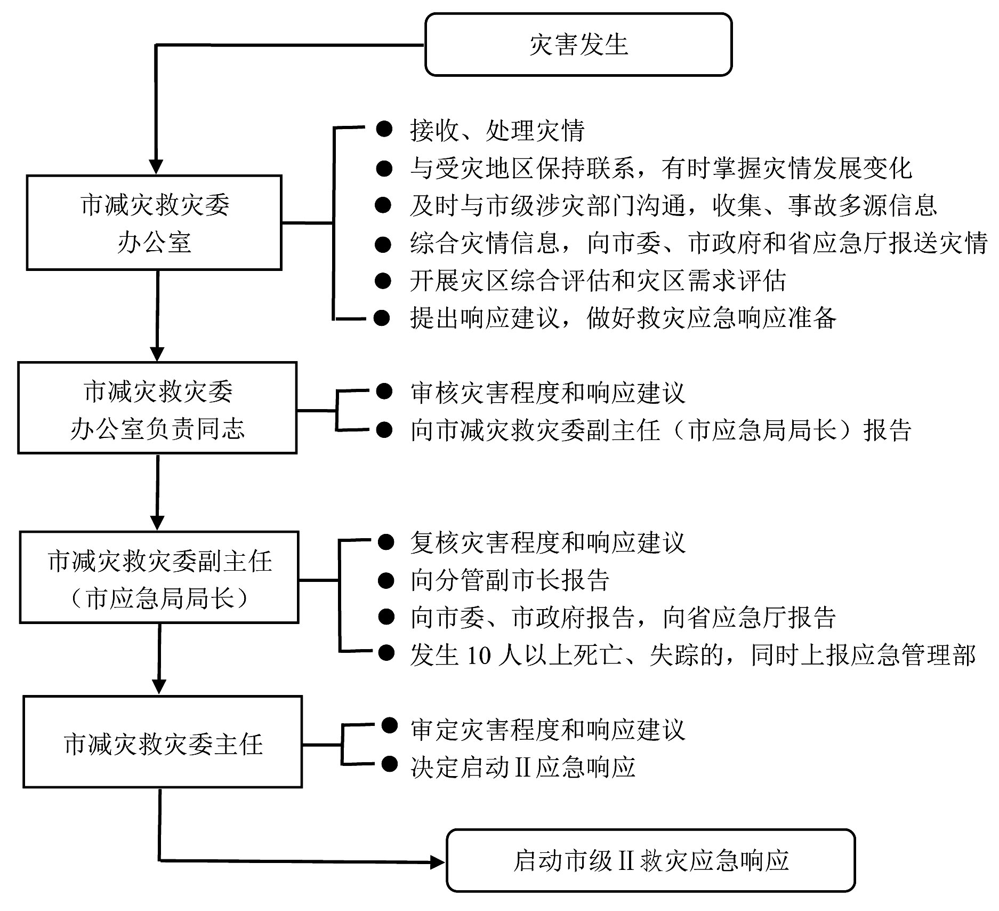 灾害发生
市减灾救灾委
办公室
接收、处理灾情
与受灾地区保持联系，有时掌握灾情发展变化
及时与市级涉灾部门沟通，收集、事故多源信息
综合灾情信息，向市委、市政府和省应急厅报送灾情
开展灾区综合评估和灾区需求评估
提出响应建议，做好救灾应急响应准备
市减灾救灾委
办公室负责同志
审核灾害程度和响应建议
向市减灾救灾委副主任（市应急局局长）报告
市减灾救灾委副主任
（市应急局局长）
复核灾害程度和响应建议
向分管副市长报告
向市委、市政府报告，向省应急厅报告
发生 10 人以上死亡、失踪的，同时上报应急管理部
市减灾救灾委主任
审定灾害程度和响应建议
决定启动Ⅱ应急响应
启动市级Ⅱ救灾应急响应